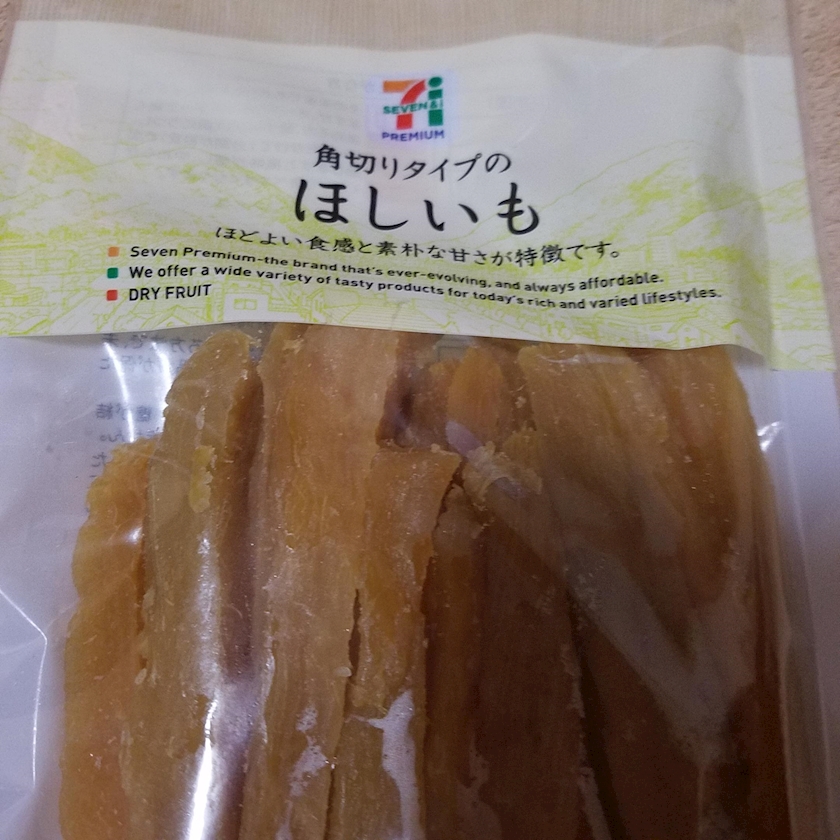 7i
SEVEN&i
PREMIUM
角切りタイプの
ほしいも
ほどよい食感と素朴な甘さが特徴です。
Seven Premium-the brand that's ever-evolving, and always affordable.
We offer a wide variety of tasty products for today's rich and varied lifestyles.
DRY FRUIT